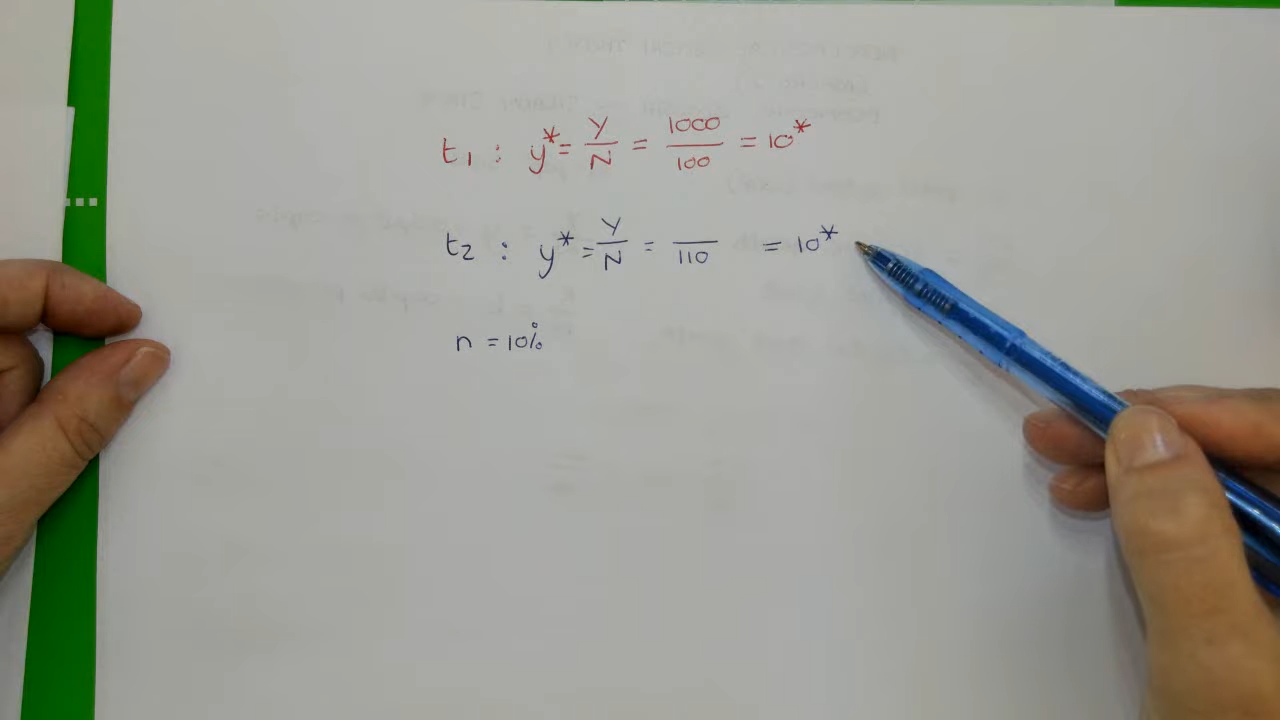 t1 : y* = Y/N = 1000/100 = 10*
t2 : y* = Y/N = /110 = 10*
n = 10%